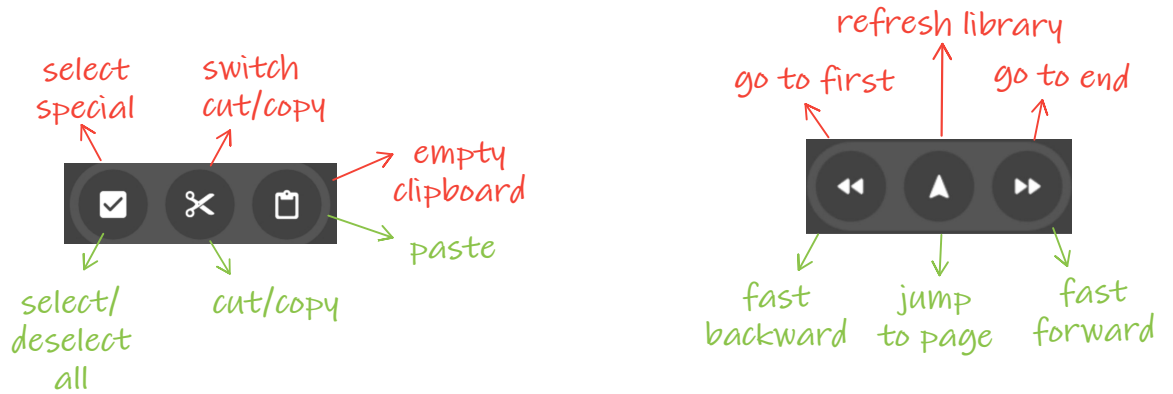 select
special
switch
cut/copy
empty
clipboard
paste
select/
deselect
all
cut/copy
refresh library
go to first
go to end
fast
backward
jump
to page
fast
forward